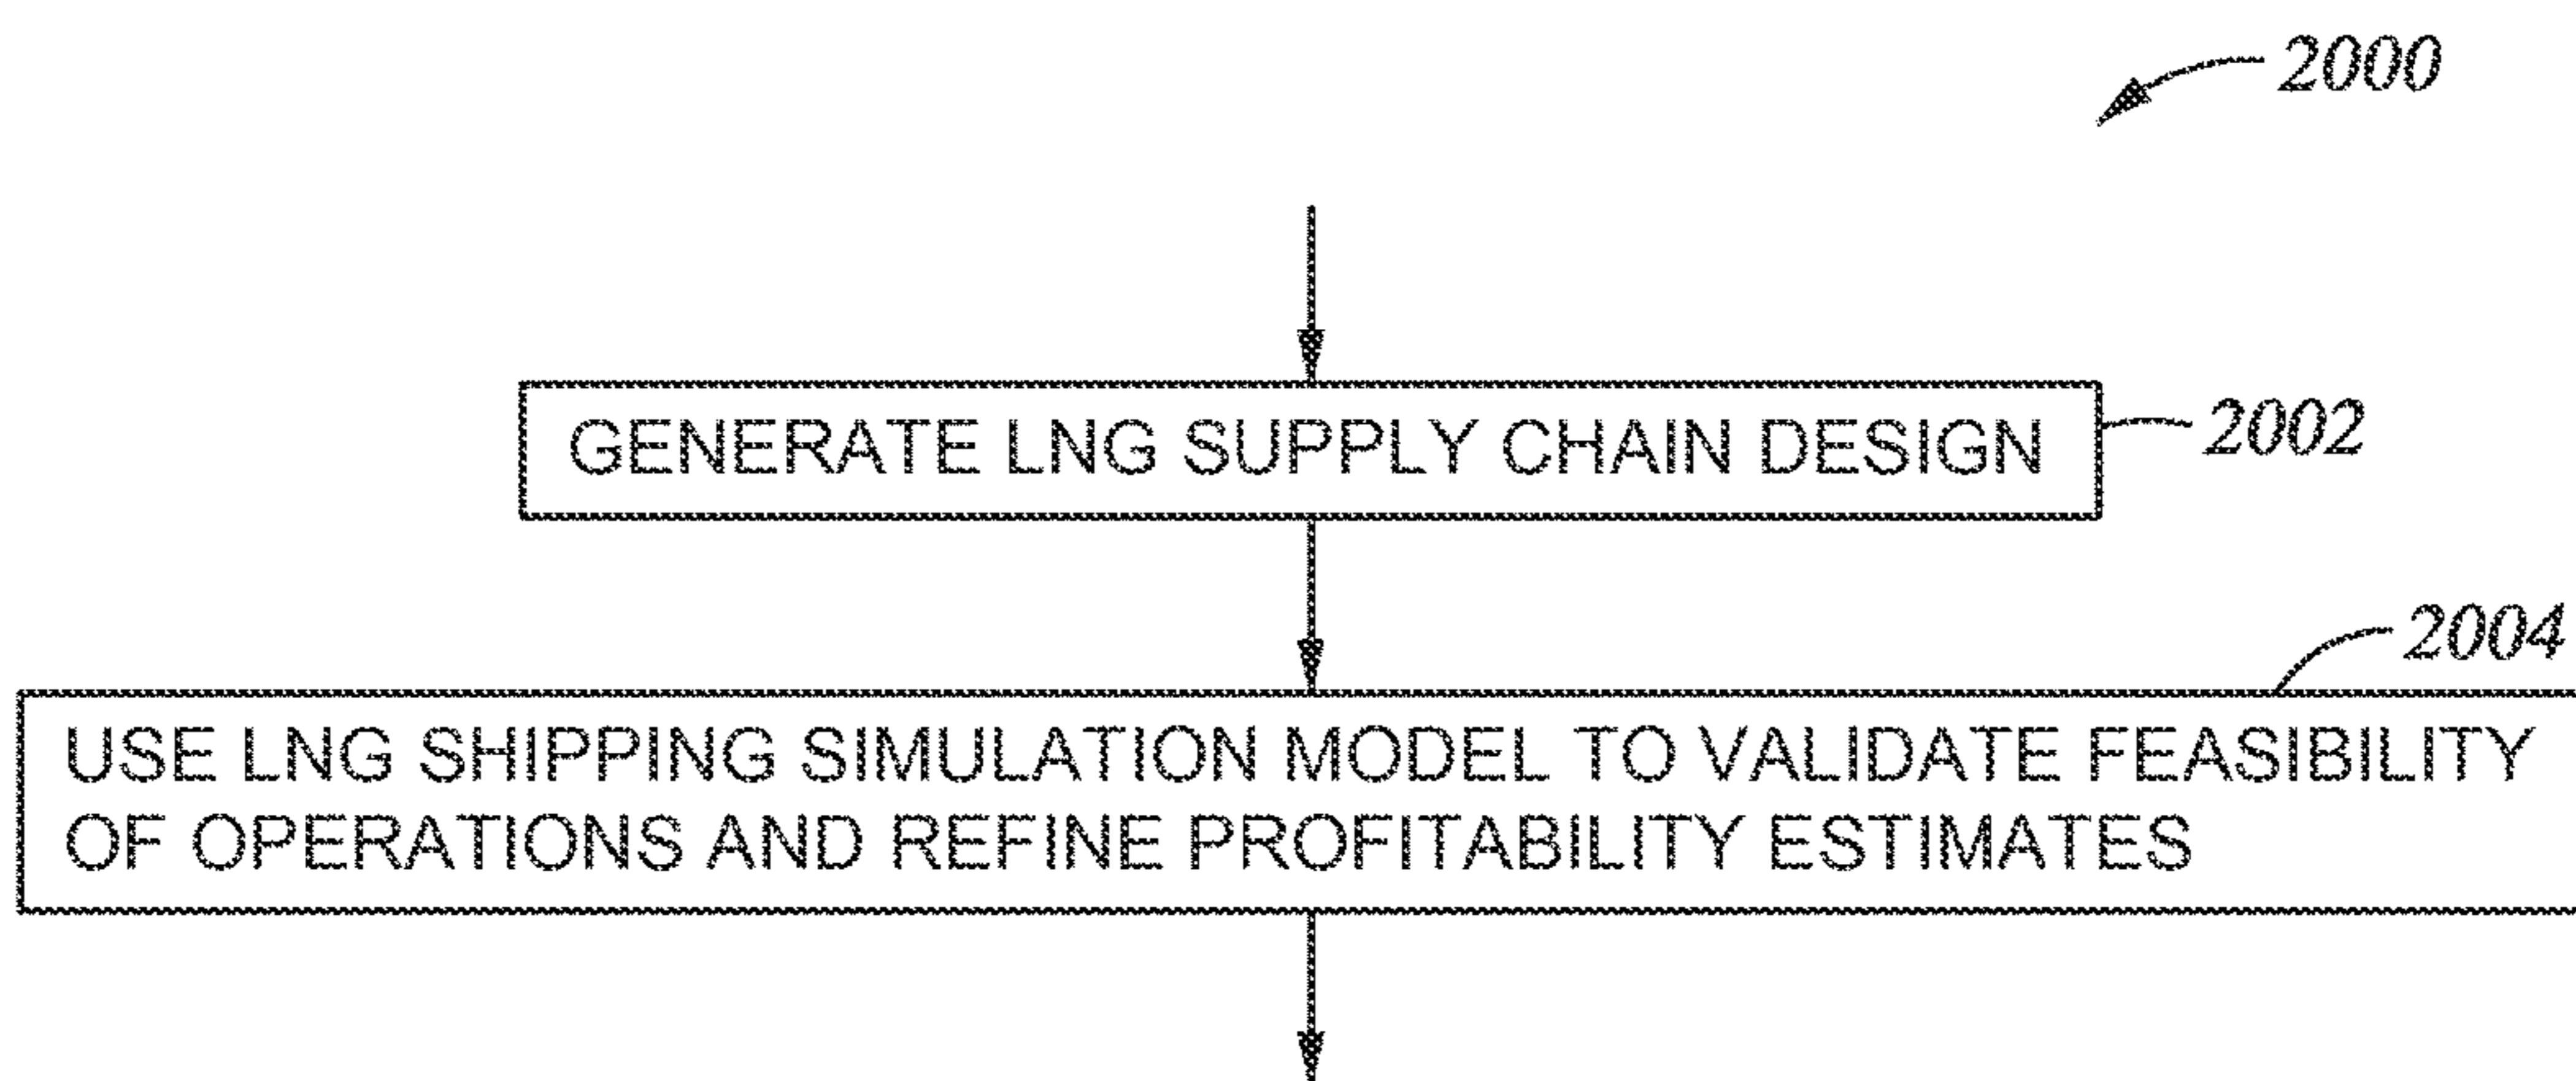 2000
GENERATE LNG SUPPLY CHAIN DESIGN
2002
2004
USE LNG SHIPPING SIMULATION MODEL TO VALIDATE FEASIBILITY
OF OPERATIONS AND REFINE PROFITABILITY ESTIMATES